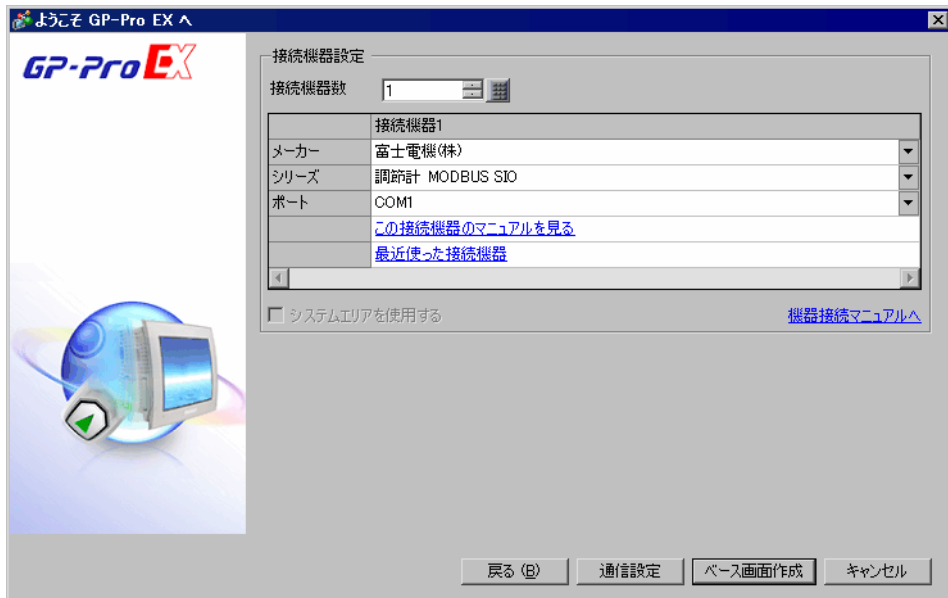 ようこそ GP-Pro EX へ
GP-Pro EX
接続機器設定
接続機器数 1
接続機器1
メーカー 富士電機(株)
シリーズ 調節計 MODBUS SIO
ポート COM1
この接続機器のマニュアルを見る
最近使った接続機器
システムエリアを使用する 機器接続マニュアルへ
戻る (B) 通信設定 ベース画面作成 キャンセル